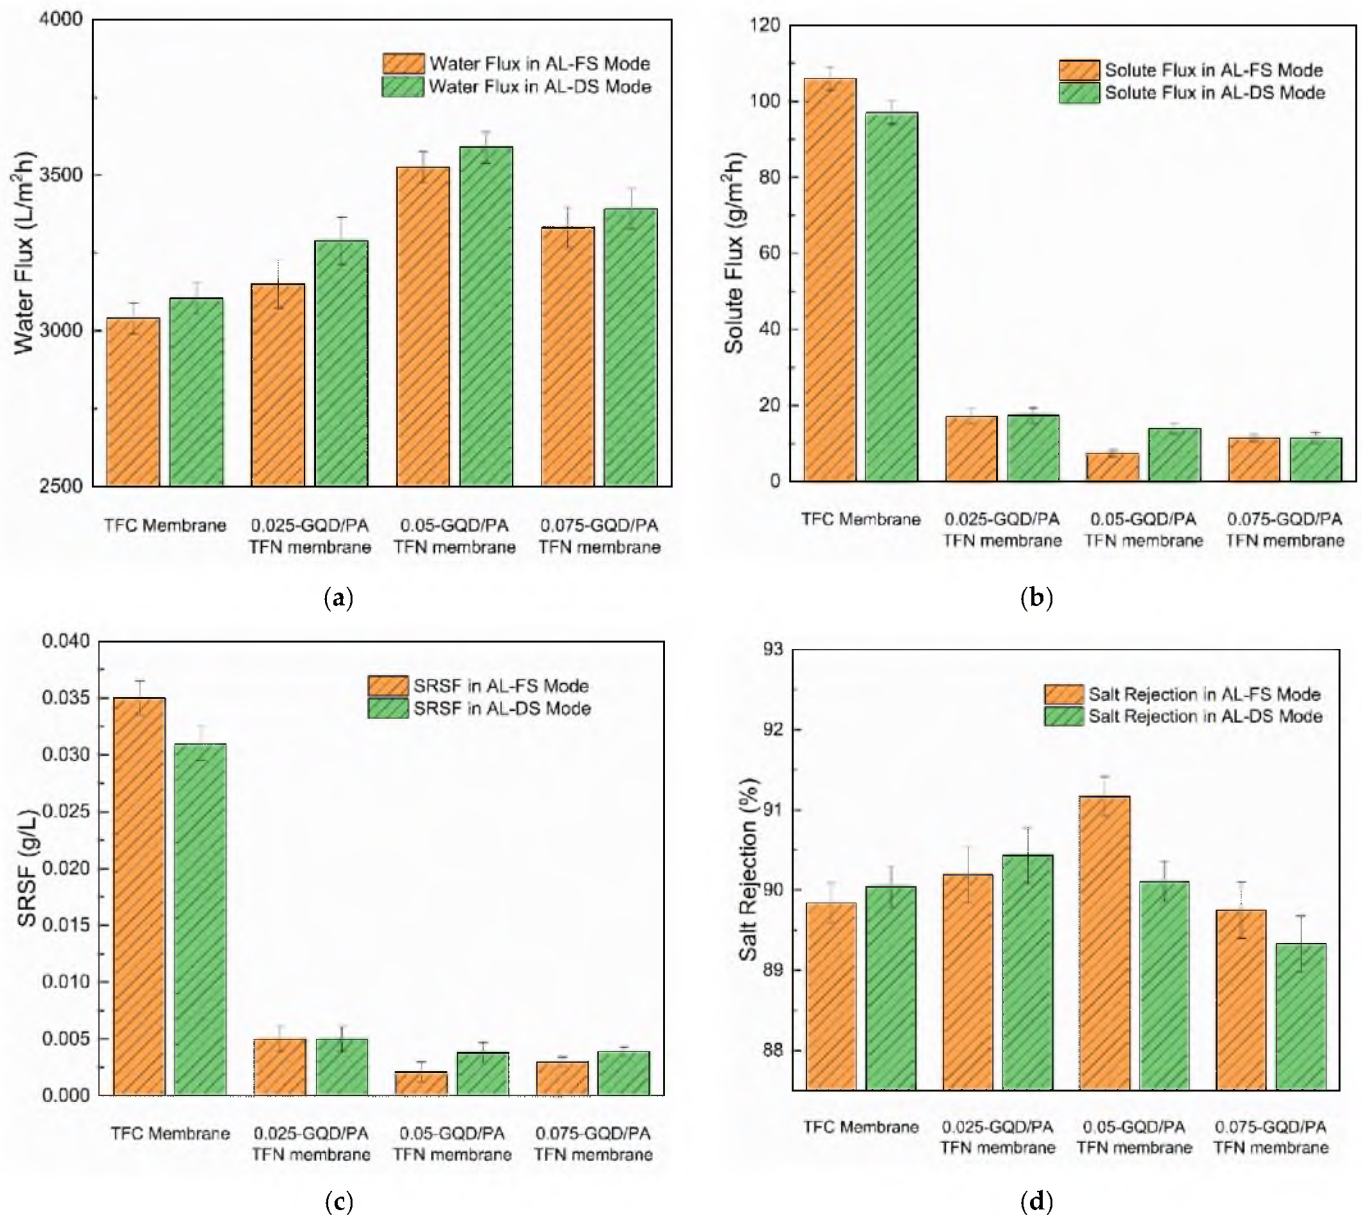 4000
3500
3000
2500
Water Flux (L/m²h)
Water Flux in AL-FS Mode
Water Flux in AL-DS Mode
TFC Membrane
0.025-GQD/PA
TFN membrane
0.05-GQD/PA
TFN membrane
0.075-GQD/PA
TFN membrane
(a)
120
100
80
60
40
20
0
Solute Flux (g/m²h)
Solute Flux in AL-FS Mode
Solute Flux in AL-DS Mode
TFC Membrane
0.025-GQD/PA
TFN membrane
0.05-GQD/PA
TFN membrane
0.075-GQD/PA
TFN membrane
(b)
0.040
0.035
0.030
0.025
0.020
0.015
0.010
0.005
0.000
SRSF (g/L)
SRSF in AL-FS Mode
SRSF in AL-DS Mode
TFC Membrane
0.025-GQD/PA
TFN membrane
0.05-GQD/PA
TFN membrane
0.075-GQD/PA
TFN membrane
(c)
93
92
91
90
89
88
Salt Rejection (%)
Salt Rejection in AL-FS Mode
Salt Rejection in AL-DS Mode
TFC Membrane
0.025-GQD/PA
TFN membrane
0.05-GQD/PA
TFN membrane
0.075-GQD/PA
TFN membrane
(d)